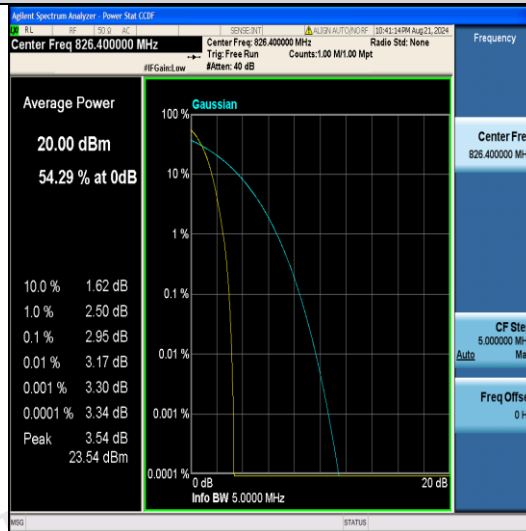 Agilent Spectrum Analyzer - Power Stat CCDF
RL RF 50 Ω AC SENSE:INT ALIGN AUTO/NO RF 10:41:14 PM Aug 21, 2024
Center Freq 826.400000 MHz
Center Freq: 826.400000 MHz Radio Std: None
Trig: Free Run Counts:1.00 M/1.00 Mpt
#IFGain:Low #Atten: 40 dB
Frequency
Average Power
20.00 dBm
54.29 % at 0dB
10.0 % 1.62 dB
1.0 % 2.50 dB
0.1 % 2.95 dB
0.01 % 3.17 dB
0.001 % 3.30 dB
0.0001 % 3.34 dB
Peak 3.54 dB
23.54 dBm
Gaussian
100 %
10 %
1 %
0.1 %
0.01 %
0.001 %
0.0001 %
0 dB 20 dB
Info BW 5.0000 MHz
Center Fre
826.400000 MH
CF Ste
5.000000 MH
Auto Ma
Freq Offse
0 H
MSG STATUS